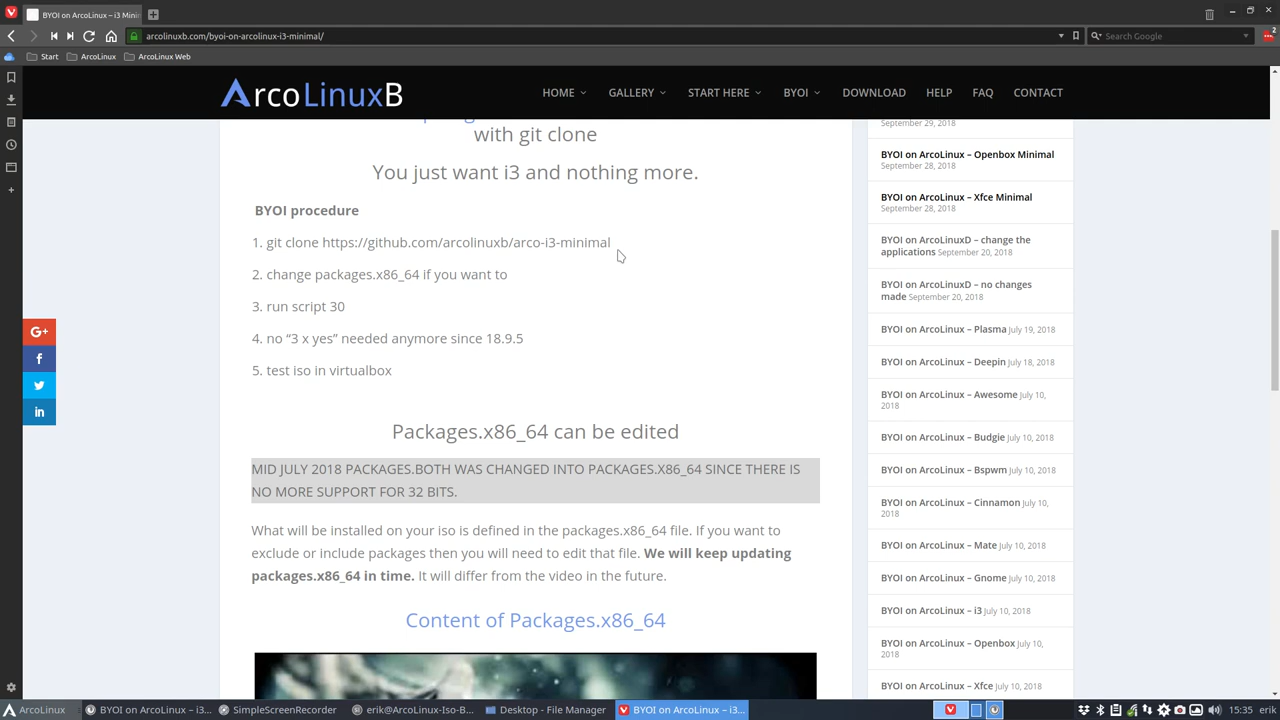 BYOI on ArcoLinux – i3 Mini
arcolinuxb.com/byoi-on-arcolinux-i3-minimal/
Search Google
2
Start
ArcoLinux
ArcoLinux Web
ArcoLinuxB
HOME
GALLERY
START HERE
BYOI
DOWNLOAD
HELP
FAQ
CONTACT
with git clone
You just want i3 and nothing more.
BYOI procedure
1. git clone https://github.com/arcolinuxb/arco-i3-minimal
2. change packages.x86_64 if you want to
3. run script 30
4. no “3 x yes” needed anymore since 18.9.5
5. test iso in virtualbox
Packages.x86_64 can be edited
MID JULY 2018 PACKAGES.BOTH WAS CHANGED INTO PACKAGES.X86_64 SINCE THERE IS
NO MORE SUPPORT FOR 32 BITS.
What will be installed on your iso is defined in the packages.x86_64 file. If you want to
exclude or include packages then you will need to edit that file. We will keep updating
packages.x86_64 in time. It will differ from the video in the future.
Content of Packages.x86_64
September 29, 2018
BYOI on ArcoLinux – Openbox Minimal
September 28, 2018
BYOI on ArcoLinux – Xfce Minimal
September 28, 2018
BYOI on ArcoLinuxD – change the
applications September 20, 2018
BYOI on ArcoLinuxD – no changes
made September 20, 2018
BYOI on ArcoLinux – Plasma July 19, 2018
BYOI on ArcoLinux – Deepin July 18, 2018
BYOI on ArcoLinux – Awesome July 10,
2018
BYOI on ArcoLinux – Budgie July 10, 2018
BYOI on ArcoLinux – Bspwm July 10, 2018
BYOI on ArcoLinux – Cinnamon July 10,
2018
BYOI on ArcoLinux – Mate July 10, 2018
BYOI on ArcoLinux – Gnome July 10, 2018
BYOI on ArcoLinux – i3 July 10, 2018
BYOI on ArcoLinux – Openbox July 10,
2018
BYOI on ArcoLinux – Xfce July 10, 2018
G+
f
in
ArcoLinux
BYOI on ArcoLinux – i3...
SimpleScreenRecorder
erik@ArcoLinux-Iso-B...
Desktop - File Manager
BYOI on ArcoLinux – i3...
15:35
erik